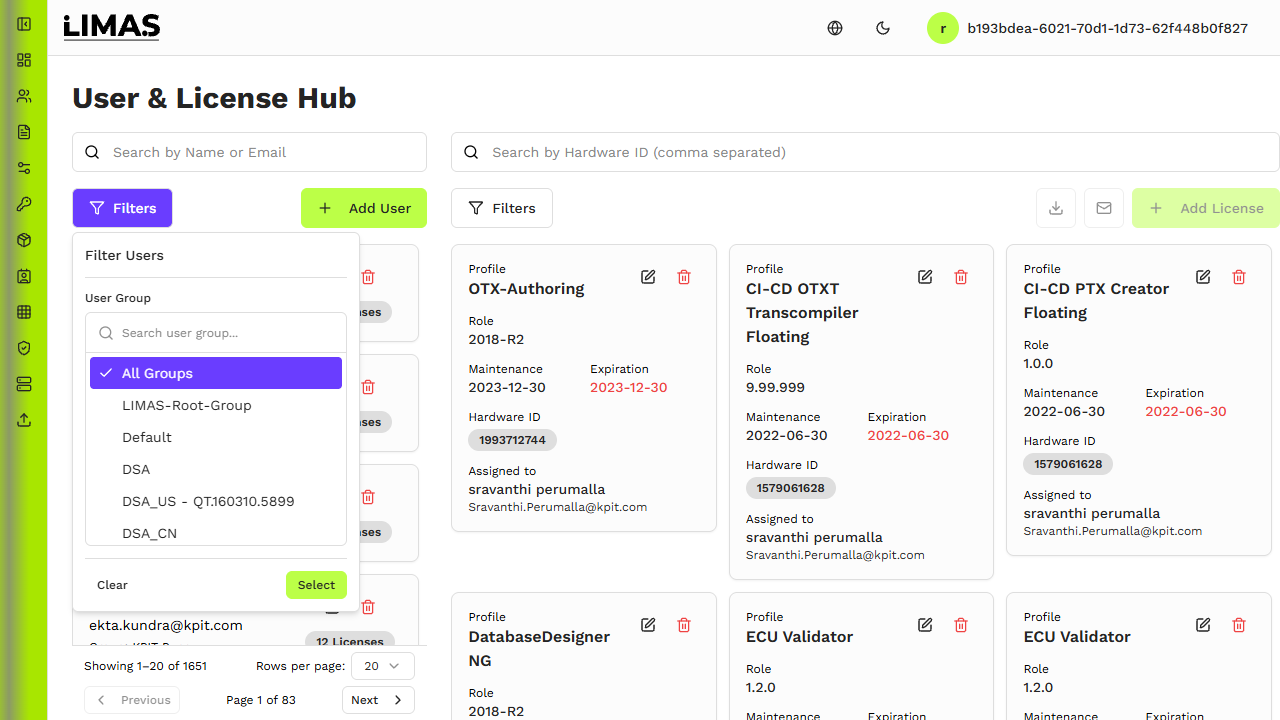 LIMAS
r
b193bdea-6021-70d1-1d73-62f448b0f827
User & License Hub
Search by Name or Email
Search by Hardware ID (comma separated)
Filters
Add User
Filters
Add License
Filter Users
User Group
Search user group...
All Groups
LIMAS-Root-Group
Default
DSA
DSA_US - QT.160310.5899
DSA_CN
Clear
Select
ekta.kundra@kpit.com
12 Licenses
Showing 1–20 of 1651
Rows per page:
20
Previous
Page 1 of 83
Next
Profile
OTX-Authoring
Role
2018-R2
Maintenance
Expiration
2023-12-30
2023-12-30
Hardware ID
1993712744
Assigned to
sravanthi perumalla
Sravanthi.Perumalla@kpit.com
Profile
CI-CD OTXT
Transcompiler
Floating
Role
9.99.999
Maintenance
Expiration
2022-06-30
2022-06-30
Hardware ID
1579061628
Assigned to
sravanthi perumalla
Sravanthi.Perumalla@kpit.com
Profile
CI-CD PTX Creator
Floating
Role
1.0.0
Maintenance
Expiration
2022-06-30
2022-06-30
Hardware ID
1579061628
Assigned to
sravanthi perumalla
Sravanthi.Perumalla@kpit.com
Profile
DatabaseDesigner
NG
Role
2018-R2
Profile
ECU Validator
Role
1.2.0
Maintenance
Expiration
Profile
ECU Validator
Role
1.2.0
Maintenance
Expiration